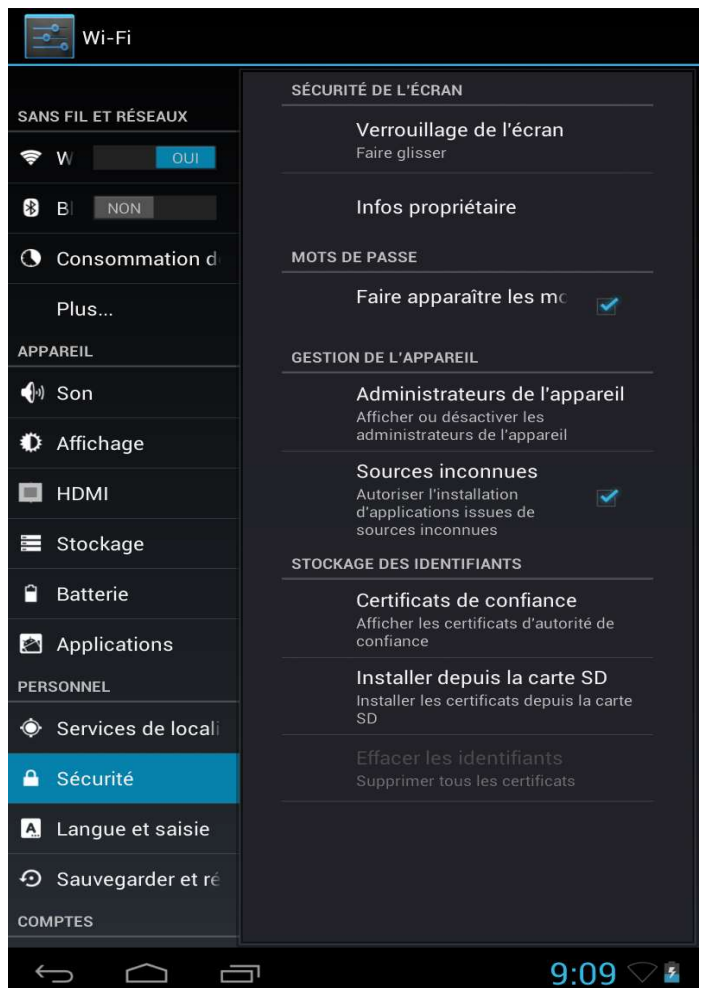 Wi-Fi
SANS FIL ET RÉSEAUX
W OUI
Bl NON
Consommation d
Plus...
APPAREIL
Son
Affichage
HDMI
Stockage
Batterie
Applications
PERSONNEL
Services de locali
Sécurité
Langue et saisie
Sauvegarder et ré
COMPTES
SÉCURITÉ DE L'ÉCRAN
Verrouillage de l'écran
Faire glisser
Infos propriétaire
MOTS DE PASSE
Faire apparaître les mo
GESTION DE L'APPAREIL
Administrateurs de l'appareil
Afficher ou désactiver les
administrateurs de l'appareil
Sources inconnues
Autoriser l'installation
d'applications issues de
sources inconnues
STOCKAGE DES IDENTIFIANTS
Certificats de confiance
Afficher les certificats d'autorité de
confiance
Installer depuis la carte SD
Installer les certificats depuis la carte
SD
Effacer les identifiants
Supprimer tous les certificats
9:09